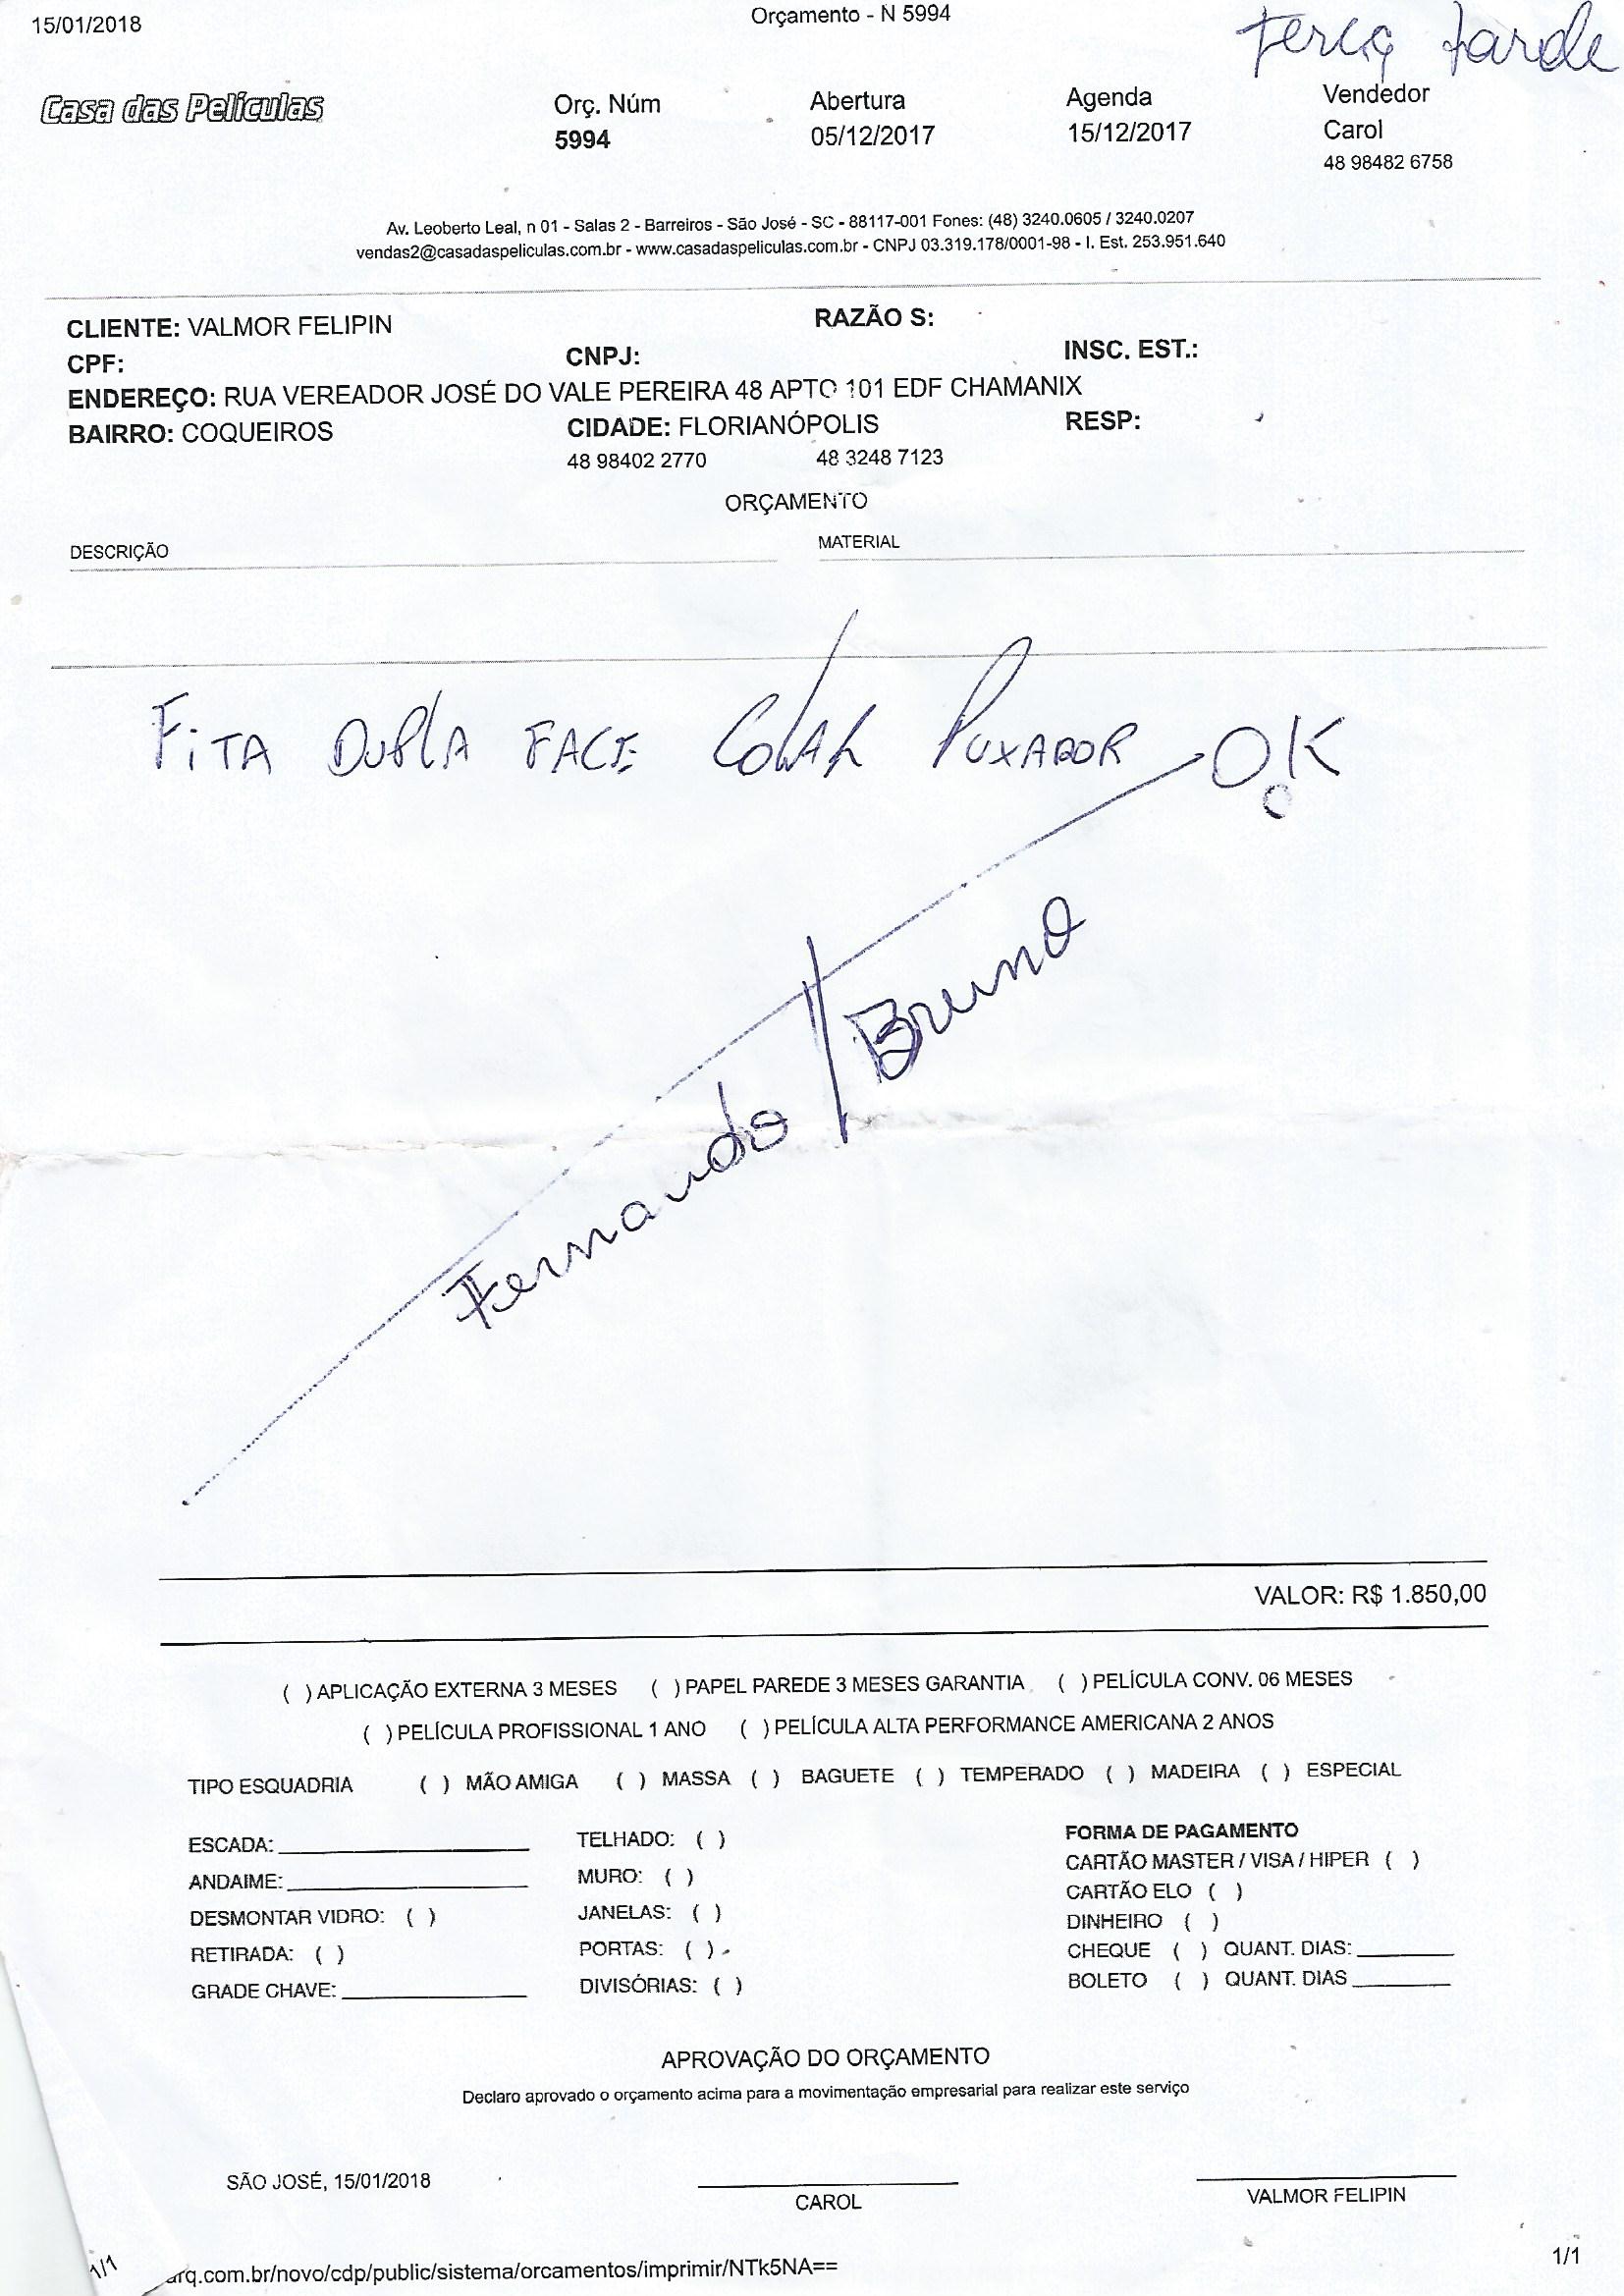 15/01/2018 Orçamento - N 5994
terça tarde
Casa das Películas Orç. Núm Abertura Agenda Vendedor
5994 05/12/2017 15/12/2017 Carol
48 98482 6758
Av. Leoberto Leal, n 01 - Salas 2 - Barreiros - São José - SC - 88117-001 Fones: (48) 3240.0605 / 3240.0207
vendas2@casadaspeliculas.com.br - www.casadaspeliculas.com.br - CNPJ 03.319.178/0001-98 - I. Est. 253.951.640
CLIENTE: VALMOR FELIPIN RAZÃO S:
CPF: CNPJ: INSC. EST.:
ENDEREÇO: RUA VEREADOR JOSÉ DO VALE PEREIRA 48 APTO 101 EDF CHAMANIX
BAIRRO: COQUEIROS CIDADE: FLORIANÓPOLIS RESP:
48 98402 2770 48 3248 7123
ORÇAMENTO
DESCRIÇÃO MATERIAL
FiTA DUPLA FACE COLAR PUXADOR O.K
Fernando / Bruno
VALOR: R$ 1.850,00
( ) APLICAÇÃO EXTERNA 3 MESES ( ) PAPEL PAREDE 3 MESES GARANTIA ( ) PELÍCULA CONV. 06 MESES
( ) PELÍCULA PROFISSIONAL 1 ANO ( ) PELÍCULA ALTA PERFORMANCE AMERICANA 2 ANOS
TIPO ESQUADRIA ( ) MÃO AMIGA ( ) MASSA ( ) BAGUETE ( ) TEMPERADO ( ) MADEIRA ( ) ESPECIAL
ESCADA: TELHADO: ( ) FORMA DE PAGAMENTO
ANDAIME: MURO: ( ) CARTÃO MASTER / VISA / HIPER ( )
DESMONTAR VIDRO: ( ) JANELAS: ( ) CARTÃO ELO ( )
RETIRADA: ( ) PORTAS: ( ) DINHEIRO ( )
GRADE CHAVE: DIVISÓRIAS: ( ) CHEQUE ( ) QUANT. DIAS:
BOLETO ( ) QUANT. DIAS
APROVAÇÃO DO ORÇAMENTO
Declaro aprovado o orçamento acima para a movimentação empresarial para realizar este serviço
SÃO JOSÉ, 15/01/2018
CAROL VALMOR FELIPIN
1/1 arq.com.br/novo/cdp/public/sistema/orcamentos/imprimir/NTk5NA== 1/1